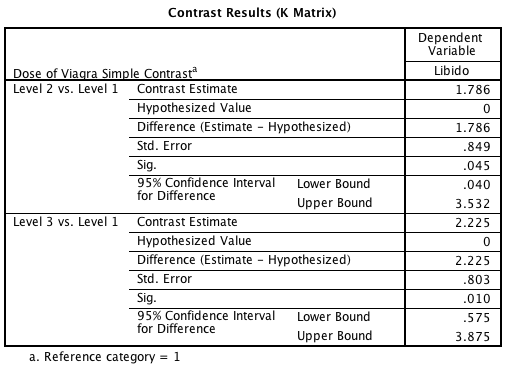 Contrast Results (K Matrix)
Dependent Variable
Dose of Viagra Simple Contrastᵃ Libido
Level 2 vs. Level 1 Contrast Estimate 1.786
Hypothesized Value 0
Difference (Estimate - Hypothesized) 1.786
Std. Error .849
Sig. .045
95% Confidence Interval for Difference Lower Bound .040
Upper Bound 3.532
Level 3 vs. Level 1 Contrast Estimate 2.225
Hypothesized Value 0
Difference (Estimate - Hypothesized) 2.225
Std. Error .803
Sig. .010
95% Confidence Interval for Difference Lower Bound .575
Upper Bound 3.875
a. Reference category = 1